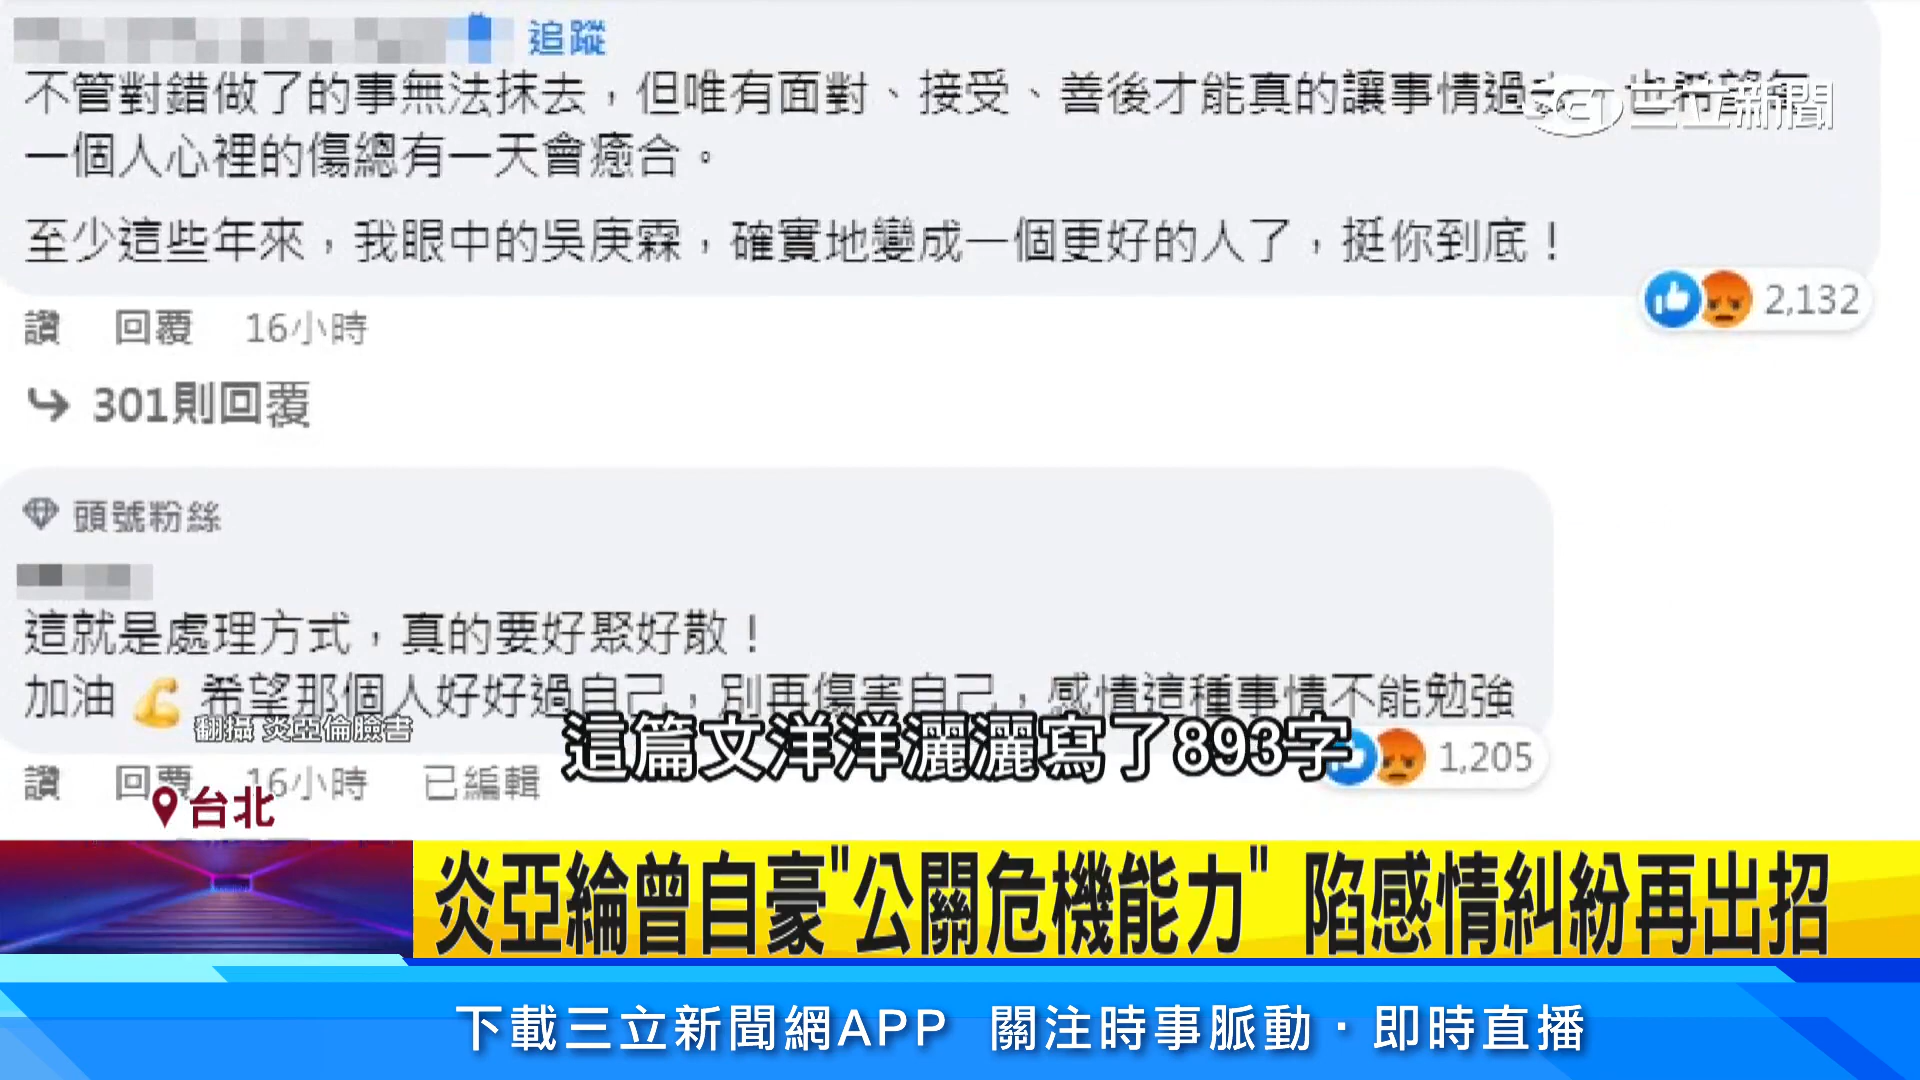 追蹤
不管對錯做了的事無法抹去，但唯有面對、接受、善後才能真的讓事情過去，也希望每
一個人心裡的傷總有一天會癒合。
SET 三立新聞
至少這些年來，我眼中的吳庚霖，確實地變成一個更好的人了，挺你到底！
2,132
讚 回覆 16小時
301則回覆
頭號粉絲
這就是處理方式，真的要好聚好散！
加油 💪 希望那個人好好過自己，別再傷害自己，感情這種事情不能勉強
翻攝 炎亞倫臉書
這篇文洋洋灑灑寫了893字
1,205
讚 回覆 16小時 已編輯
台北
炎亞綸曾自豪"公關危機能力" 陷感情糾紛再出招
下載三立新聞網APP 關注時事脈動·即時直播